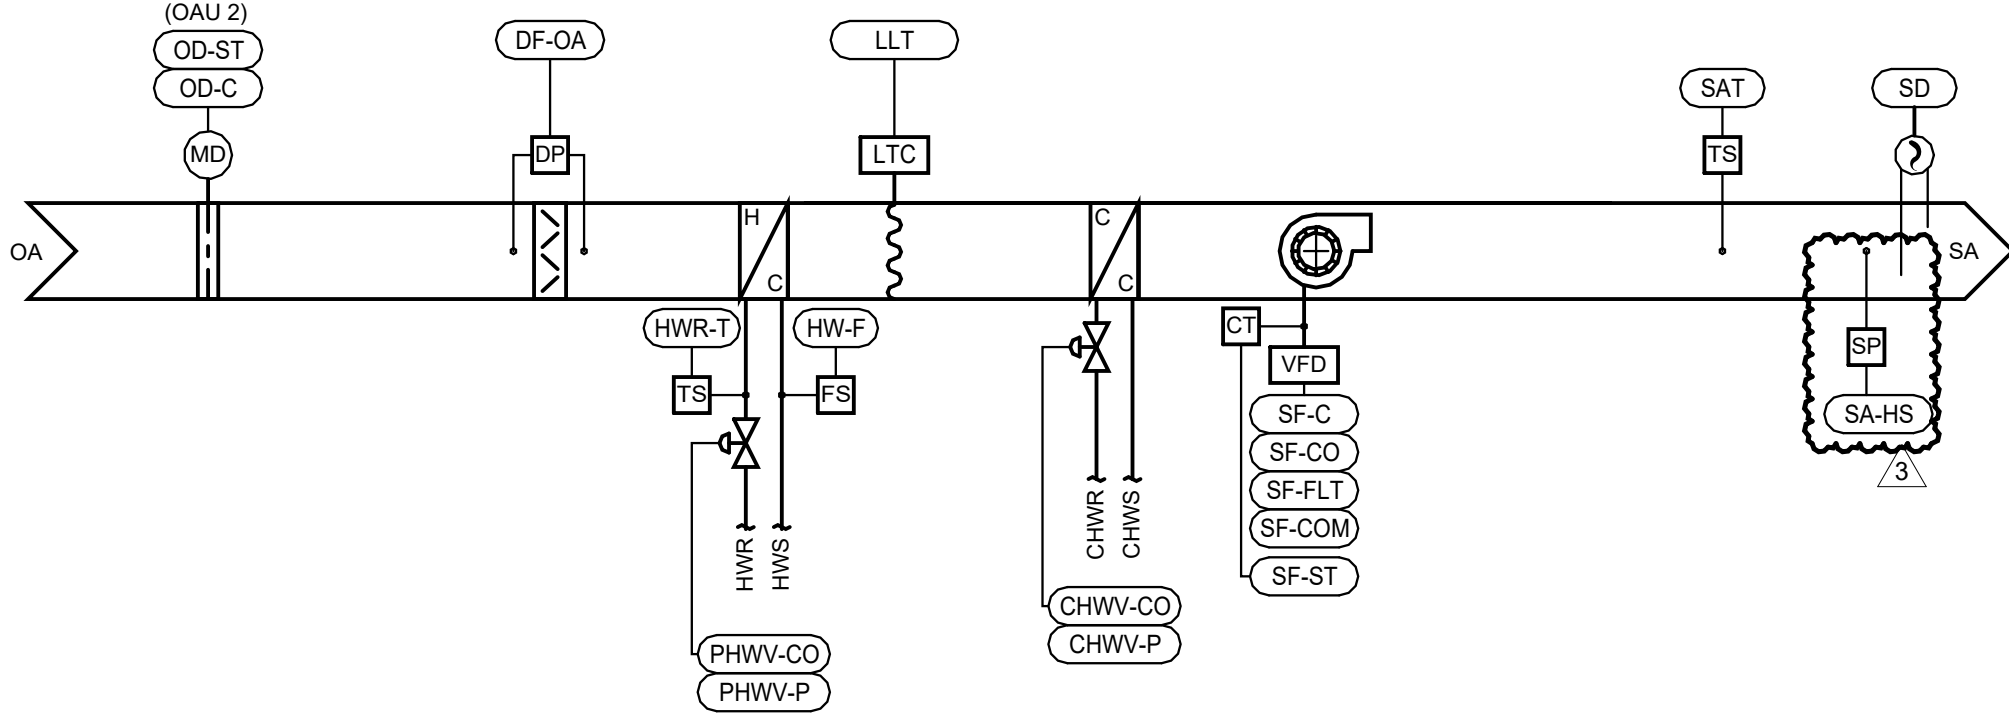 (OAU 2)
OD-ST
OD-C
MD
DF-OA
DP
LLT
LTC
SAT
TS
SD
OA
H
C
C
C
SA
HWR-T
TS
HW-F
FS
HWR
HWS
PHWV-CO
PHWV-P
CHWR
CHWS
CHWV-CO
CHWV-P
CT
VFD
SF-C
SF-CO
SF-FLT
SF-COM
SF-ST
SP
SA-HS
3